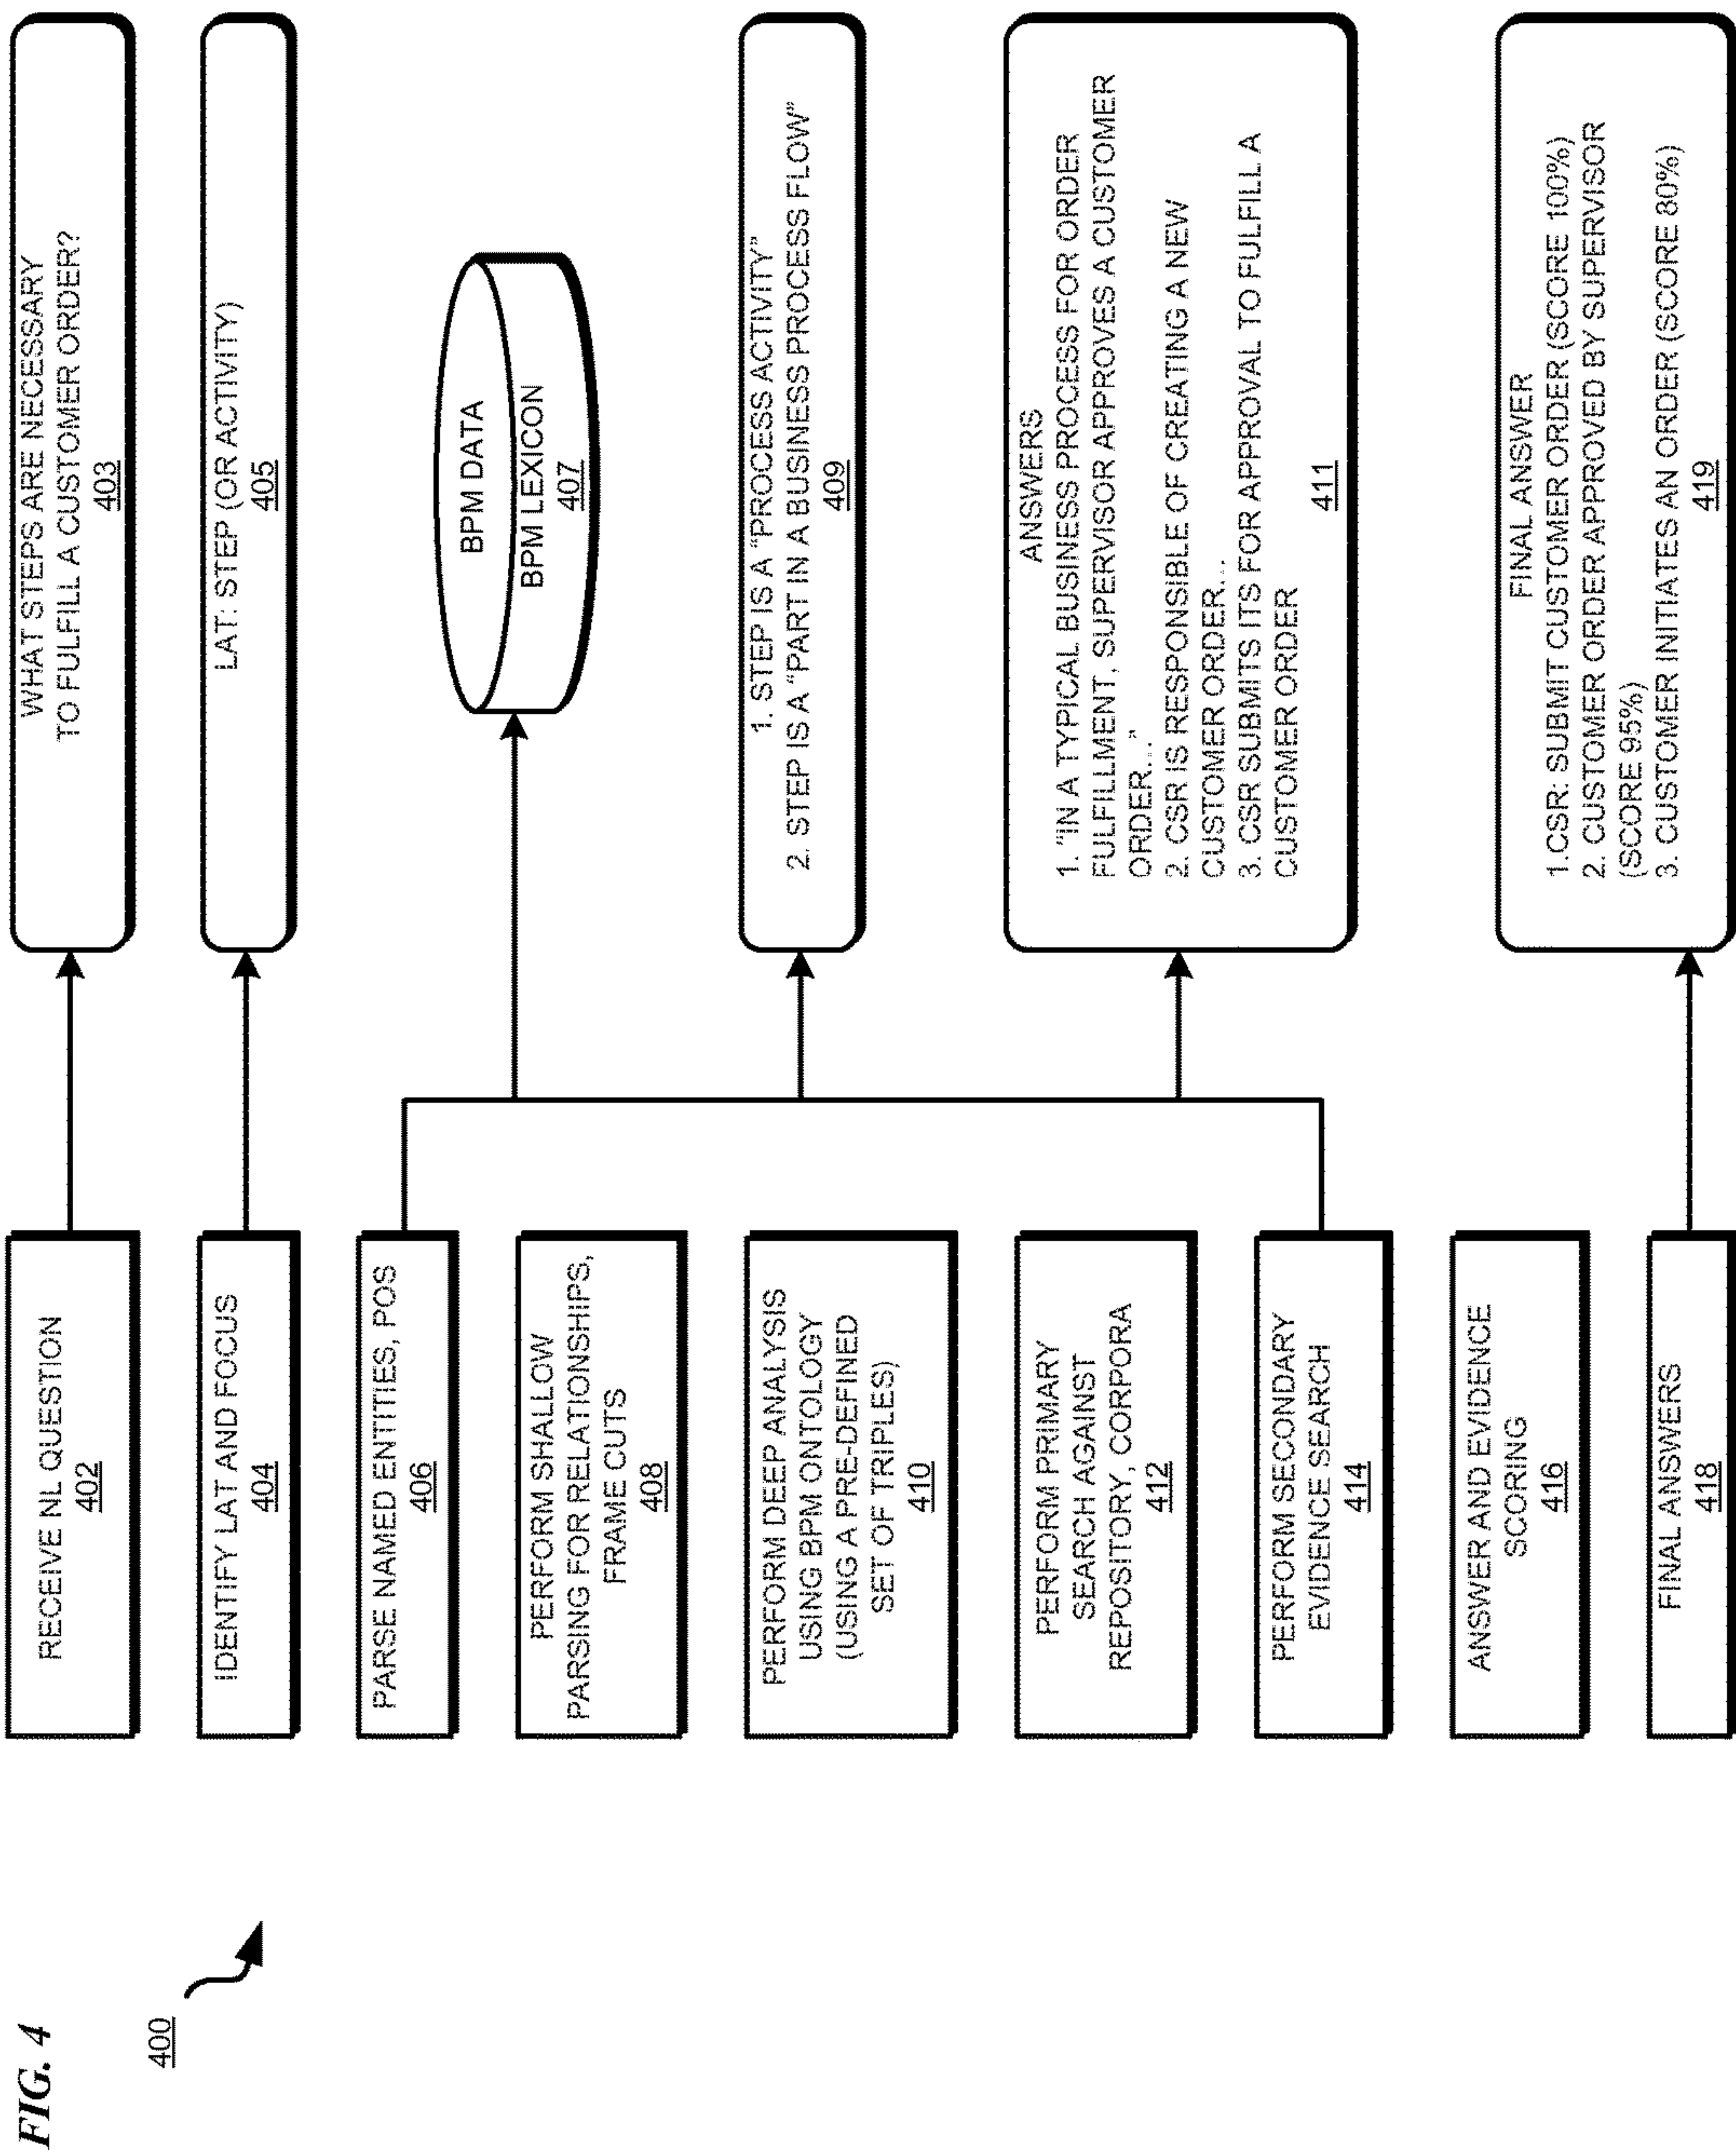 FIG. 4
400
RECEIVE NL QUESTION
402
WHAT STEPS ARE NECESSARY
TO FULFILL A CUSTOMER ORDER?
403
IDENTIFY LAT AND FOCUS
404
LAT: STEP (OR ACTIVITY)
405
PARSE NAMED ENTITIES, POS
406
BPM DATA
BPM LEXICON
407
PERFORM SHALLOW
PARSING FOR RELATIONSHIPS,
FRAME CUTS
408
PERFORM DEEP ANALYSIS
USING BPM ONTOLOGY
(USING A PRE-DEFINED
SET OF TRIPLES)
410
1. STEP IS A "PROCESS ACTIVITY"
2. STEP IS A "PART IN A BUSINESS PROCESS FLOW"
409
PERFORM PRIMARY
SEARCH AGAINST
REPOSITORY, CORPORA
412
ANSWERS
1. "IN A TYPICAL BUSINESS PROCESS FOR ORDER
FULFILLMENT, SUPERVISOR APPROVES A CUSTOMER
ORDER..."
2. CSR IS RESPONSIBLE OF CREATING A NEW
CUSTOMER ORDER...
3. CSR SUBMITS ITS FOR APPROVAL TO FULFILL A
CUSTOMER ORDER
411
PERFORM SECONDARY
EVIDENCE SEARCH
414
ANSWER AND EVIDENCE
SCORING
416
FINAL ANSWERS
418
FINAL ANSWER
1.CSR: SUBMIT CUSTOMER ORDER (SCORE 100%)
2. CUSTOMER ORDER APPROVED BY SUPERVISOR
(SCORE 95%)
3. CUSTOMER INITIATES AN ORDER (SCORE 80%)
419